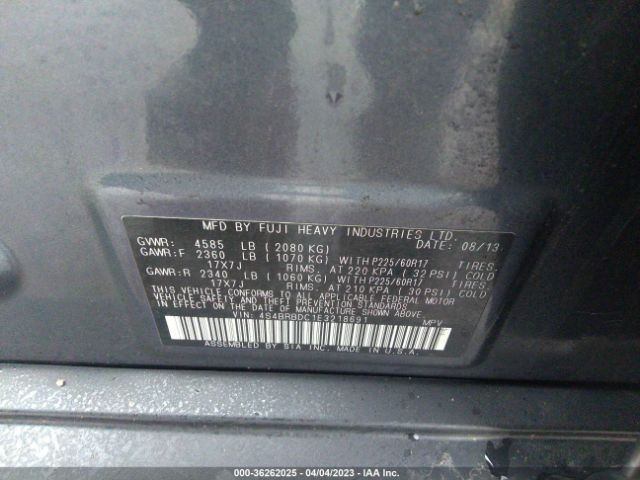 MFD BY FUJI HEAVY INDUSTRIES LTD.
GVWR: 4585 LB (2080 KG) DATE: 08/13
GAWR:F 2360 LB (1070 KG) WITH P225/60R17 TIRES.
17X7J RIMS. AT 220 KPA ( 32 PSI) COLD
GAWR:R 2340 LB (1060 KG) WITH P225/60R17 TIRES.
17X7J RIMS. AT 210 KPA ( 30 PSI) COLD
THIS VEHICLE CONFORMS TO ALL APPLICABLE FEDERAL MOTOR
VEHICLE SAFETY, BUMPER, AND THEFT PREVENTION STANDARDS
IN EFFECT ON THE DATE OF MANUFACTURE SHOWN ABOVE.
VIN: 4S4BRBDC1E3218691 MPV
ASSEMBLED BY SIA INC. MADE IN U.S.A.
000-36262025 - 04/04/2023 - IAA Inc.